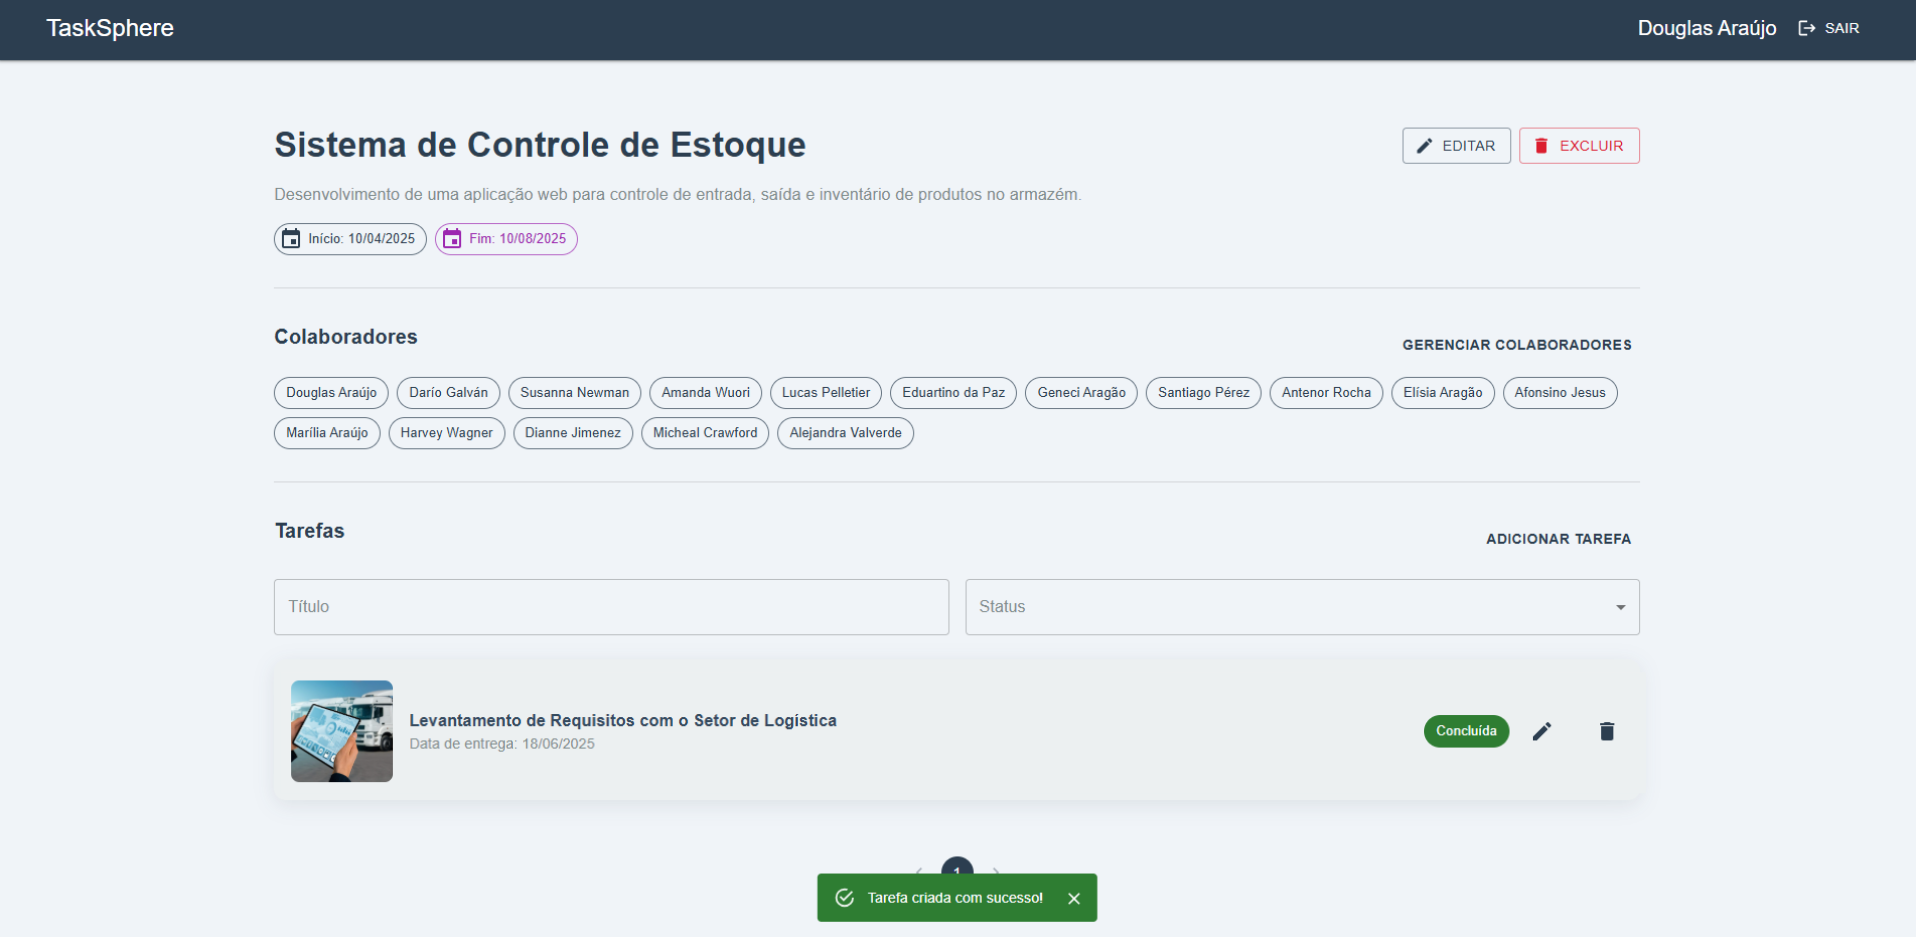 TaskSphere
Douglas Araújo SAIR
Sistema de Controle de Estoque
EDITAR EXCLUIR
Desenvolvimento de uma aplicação web para controle de entrada, saída e inventário de produtos no armazém.
Início: 10/04/2025 Fim: 10/08/2025
Colaboradores
GERENCIAR COLABORADORES
Douglas Araújo Darío Galván Susanna Newman Amanda Wuori Lucas Pelletier Eduartino da Paz Geneci Aragão Santiago Pérez Antenor Rocha Elísia Aragão Afonsino Jesus
Marília Araújo Harvey Wagner Dianne Jimenez Micheal Crawford Alejandra Valverde
Tarefas
ADICIONAR TAREFA
Título Status
Levantamento de Requisitos com o Setor de Logística
Data de entrega: 18/06/2025
Concluída
1
Tarefa criada com sucesso!